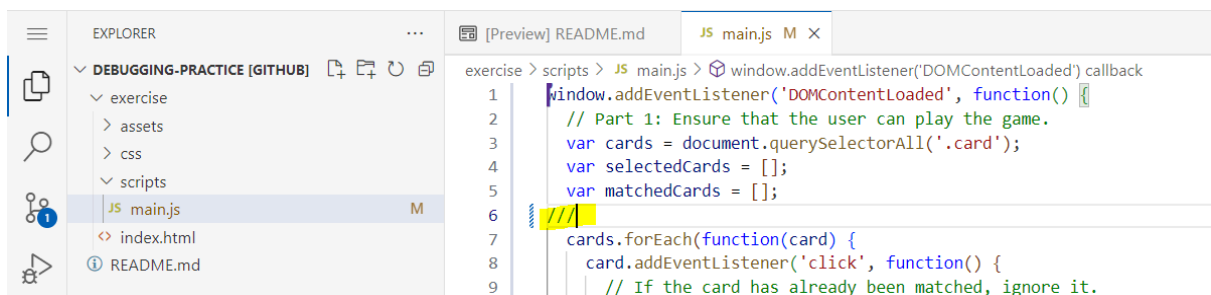 EXPLORER
...
[Preview] README.md
JS main.js M
DEBUGGING-PRACTICE [GITHUB]
exercise
assets
css
scripts
JS main.js M
index.html
README.md
1
exercise > scripts > JS main.js > window.addEventListener('DOMContentLoaded') callback
1 window.addEventListener('DOMContentLoaded', function() {
2 // Part 1: Ensure that the user can play the game.
3 var cards = document.querySelectorAll('.card');
4 var selectedCards = [];
5 var matchedCards = [];
6 ///
7 cards.forEach(function(card) {
8 card.addEventListener('click', function() {
9 // If the card has already been matched, ignore it.